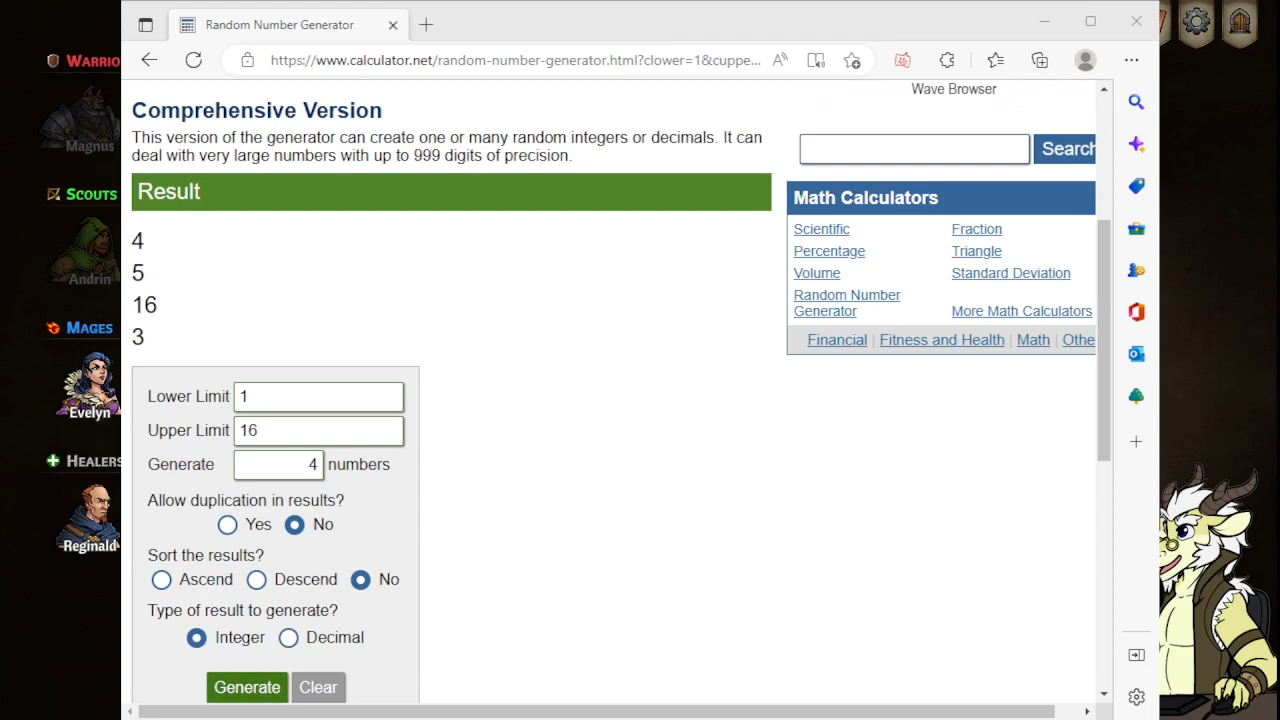 Random Number Generator
https://www.calculator.net/random-number-generator.html?clower=1&cuppe...
WARRIO
Magnus
SCOUTS
Andrin
MAGES
Evelyn
HEALERS
Reginald
Wave Browser
Comprehensive Version
This version of the generator can create one or many random integers or decimals. It can
deal with very large numbers with up to 999 digits of precision.
Result
4
5
16
3
Lower Limit 1
Upper Limit 16
Generate 4 numbers
Allow duplication in results?
Yes No
Sort the results?
Ascend Descend No
Type of result to generate?
Integer Decimal
Generate Clear
Search
Math Calculators
Scientific Fraction
Percentage Triangle
Volume Standard Deviation
Random Number
Generator More Math Calculators
Financial | Fitness and Health | Math | Othe